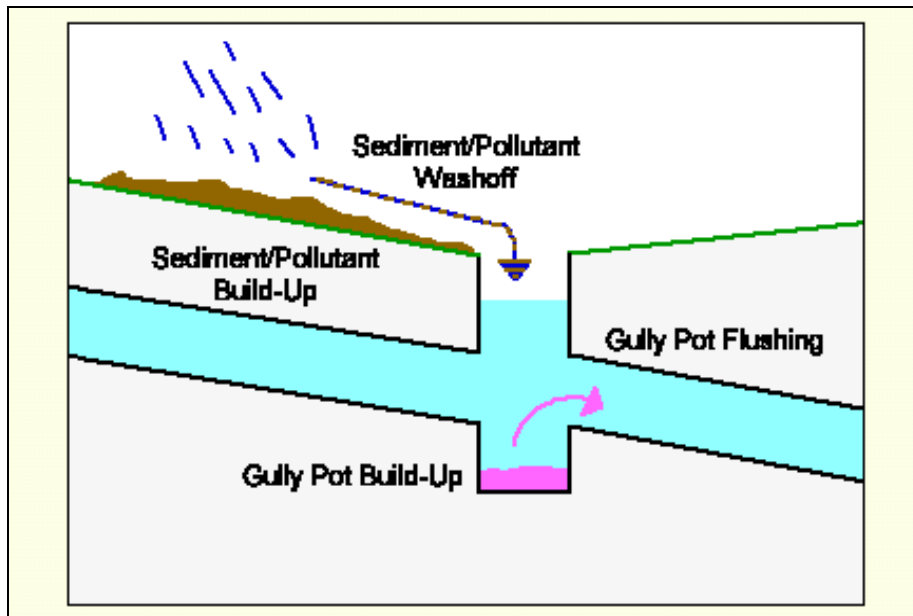 Sediment/Pollutant
Washoff
Sediment/Pollutant
Build-Up
Gully Pot Flushing
Gully Pot Build-Up